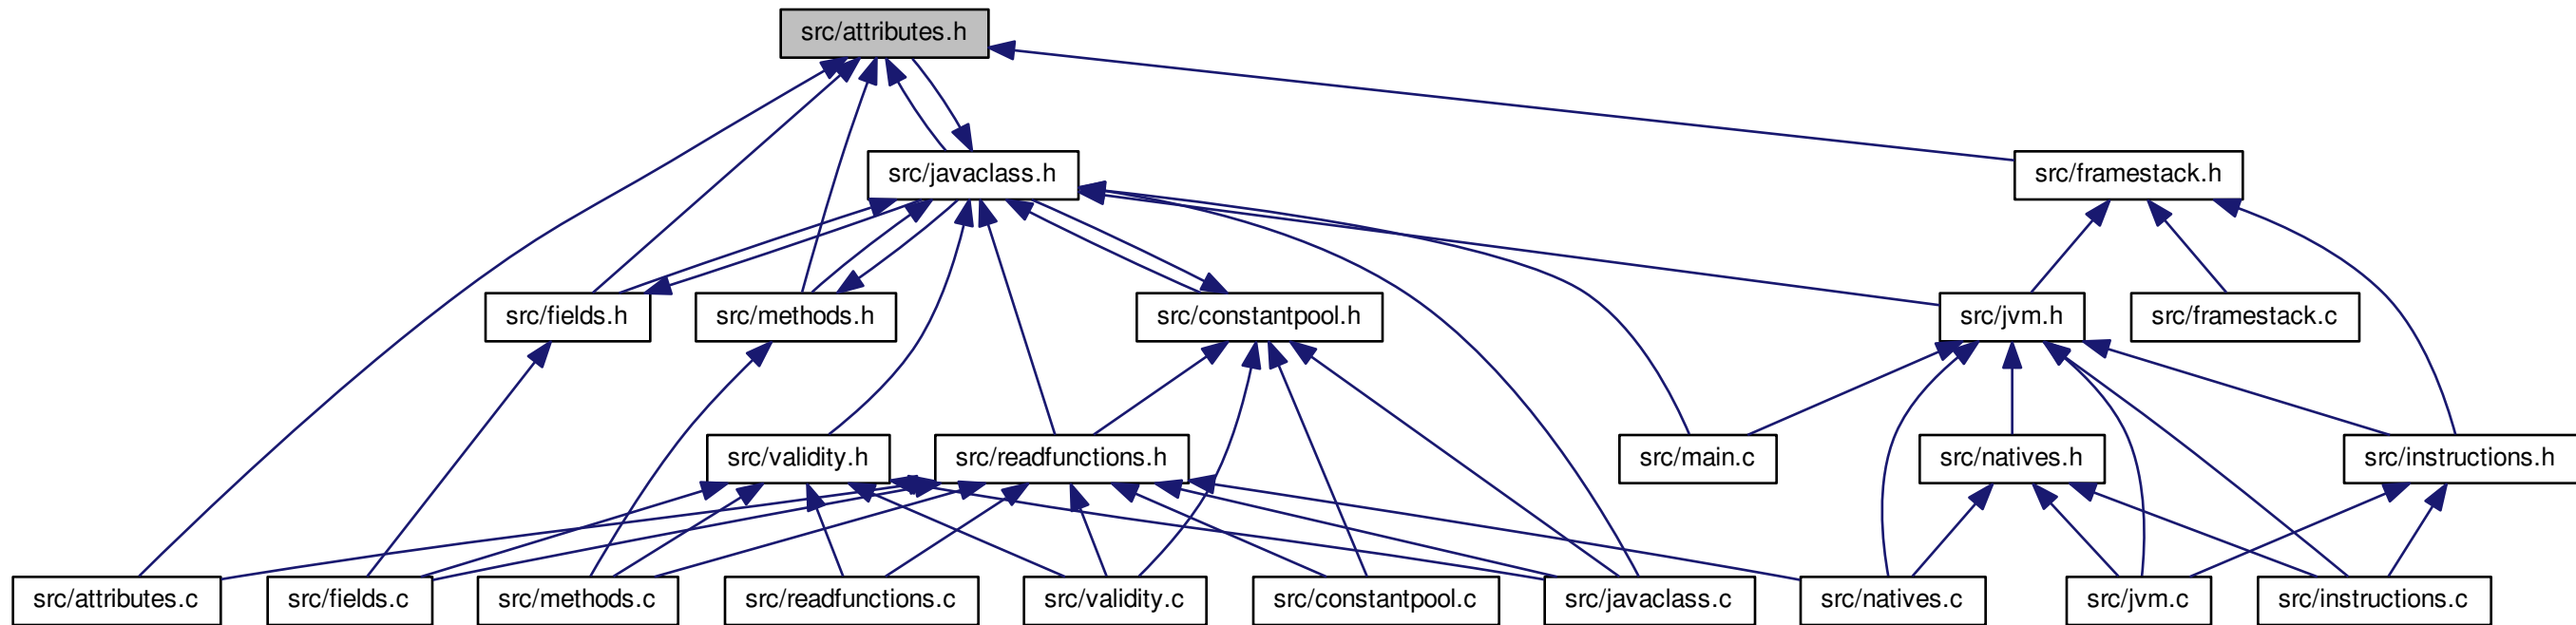 src/attributes.h
src/javaclass.h
src/framestack.h
src/fields.h
src/methods.h
src/constantpool.h
src/jvm.h
src/framestack.c
src/validity.h
src/readfunctions.h
src/main.c
src/natives.h
src/instructions.h
src/attributes.c
src/fields.c
src/methods.c
src/readfunctions.c
src/validity.c
src/constantpool.c
src/javaclass.c
src/natives.c
src/jvm.c
src/instructions.c